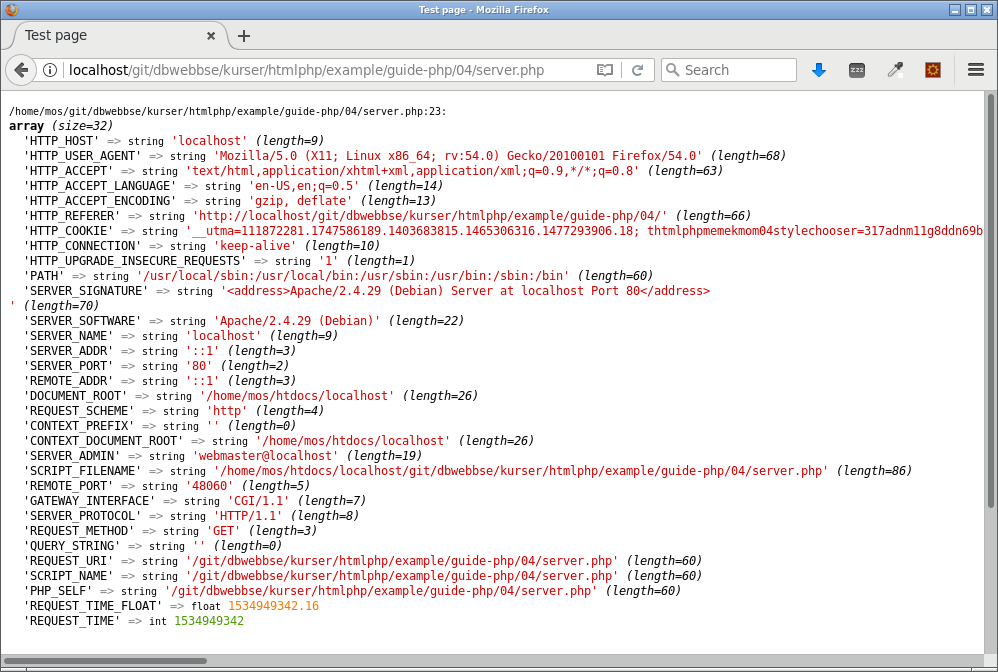 Test page - Mozilla Firefox
Test page
localhost/git/dbwebbse/kurser/htmlphp/example/guide-php/04/server.php
Search
/home/mos/git/dbwebbse/kurser/htmlphp/example/guide-php/04/server.php:23:
array (size=32)
'HTTP_HOST' => string 'localhost' (length=9)
'HTTP_USER_AGENT' => string 'Mozilla/5.0 (X11; Linux x86_64; rv:54.0) Gecko/20100101 Firefox/54.0' (length=68)
'HTTP_ACCEPT' => string 'text/html,application/xhtml+xml,application/xml;q=0.9,*/*;q=0.8' (length=63)
'HTTP_ACCEPT_LANGUAGE' => string 'en-US,en;q=0.5' (length=14)
'HTTP_ACCEPT_ENCODING' => string 'gzip, deflate' (length=13)
'HTTP_REFERER' => string 'http://localhost/git/dbwebbse/kurser/htmlphp/example/guide-php/04/' (length=66)
'HTTP_COOKIE' => string '__utma=111872281.1747586189.1403683815.1465306316.1477293906.18; thtmlphpmemekmom04stylechooser=317adnm11g8ddn69b
'HTTP_CONNECTION' => string 'keep-alive' (length=10)
'HTTP_UPGRADE_INSECURE_REQUESTS' => string '1' (length=1)
'PATH' => string '/usr/local/sbin:/usr/local/bin:/usr/sbin:/usr/bin:/sbin:/bin' (length=60)
'SERVER_SIGNATURE' => string '<address>Apache/2.4.29 (Debian) Server at localhost Port 80</address>
' (length=70)
'SERVER_SOFTWARE' => string 'Apache/2.4.29 (Debian)' (length=22)
'SERVER_NAME' => string 'localhost' (length=9)
'SERVER_ADDR' => string '::1' (length=3)
'SERVER_PORT' => string '80' (length=2)
'REMOTE_ADDR' => string '::1' (length=3)
'DOCUMENT_ROOT' => string '/home/mos/htdocs/localhost' (length=26)
'REQUEST_SCHEME' => string 'http' (length=4)
'CONTEXT_PREFIX' => string '' (length=0)
'CONTEXT_DOCUMENT_ROOT' => string '/home/mos/htdocs/localhost' (length=26)
'SERVER_ADMIN' => string 'webmaster@localhost' (length=19)
'SCRIPT_FILENAME' => string '/home/mos/htdocs/localhost/git/dbwebbse/kurser/htmlphp/example/guide-php/04/server.php' (length=86)
'REMOTE_PORT' => string '48060' (length=5)
'GATEWAY_INTERFACE' => string 'CGI/1.1' (length=7)
'SERVER_PROTOCOL' => string 'HTTP/1.1' (length=8)
'REQUEST_METHOD' => string 'GET' (length=3)
'QUERY_STRING' => string '' (length=0)
'REQUEST_URI' => string '/git/dbwebbse/kurser/htmlphp/example/guide-php/04/server.php' (length=60)
'SCRIPT_NAME' => string '/git/dbwebbse/kurser/htmlphp/example/guide-php/04/server.php' (length=60)
'PHP_SELF' => string '/git/dbwebbse/kurser/htmlphp/example/guide-php/04/server.php' (length=60)
'REQUEST_TIME_FLOAT' => float 1534949342.16
'REQUEST_TIME' => int 1534949342